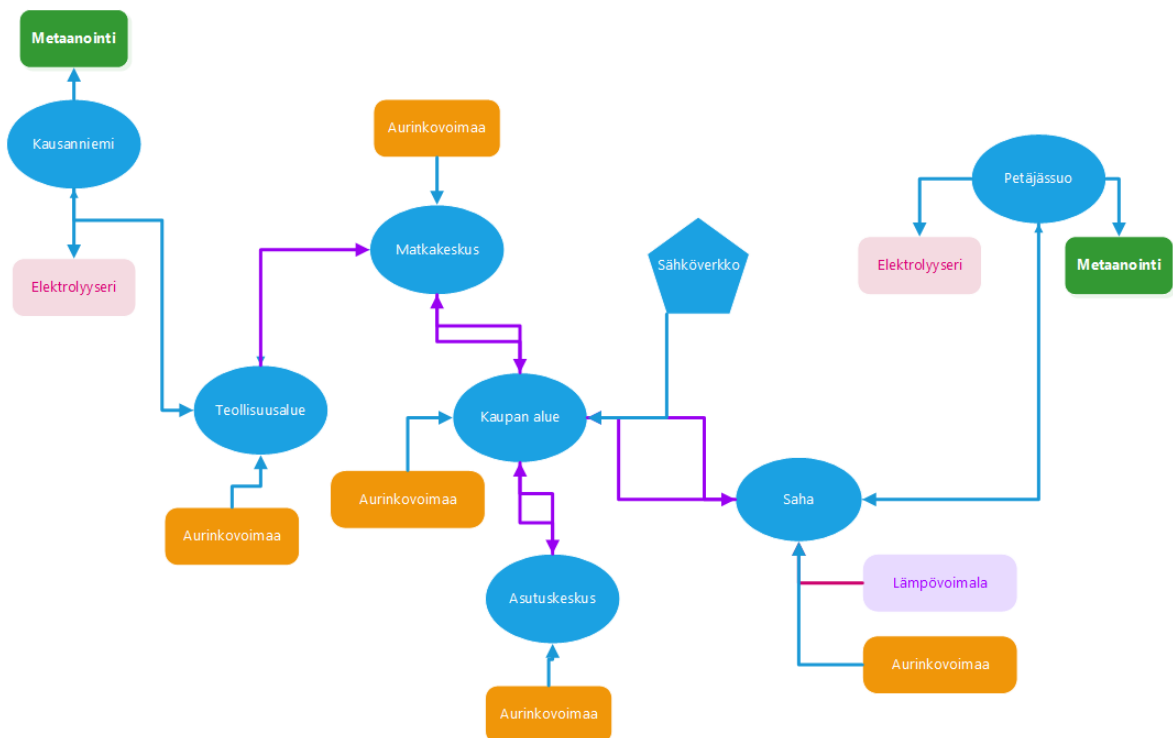 Metaanointi
Kausanniemi
Aurinkovoimaa
Petäjässuo
Matkakeskus
Sähköverkko
Elektrolyyseri
Metaanointi
Elektrolyyseri
Teollisuusalue
Kaupan alue
Aurinkovoimaa
Saha
Aurinkovoimaa
Lämpövoimala
Asutuskeskus
Aurinkovoimaa
Aurinkovoimaa